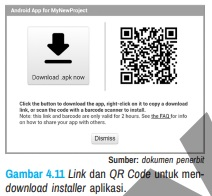 Android App for MyNewProject
Download .apk now
Click the button to download the app, right-click on it to copy a download
link, or scan the code with a barcode scanner to install.
Note: this link and barcode are only valid for 2 hours. See the FAQ for info
on how to share your app with others.
Dismiss
Sumber: dokumen penerbit
Gambar 4.11 Link dan QR Code untuk men-
download installer aplikasi.